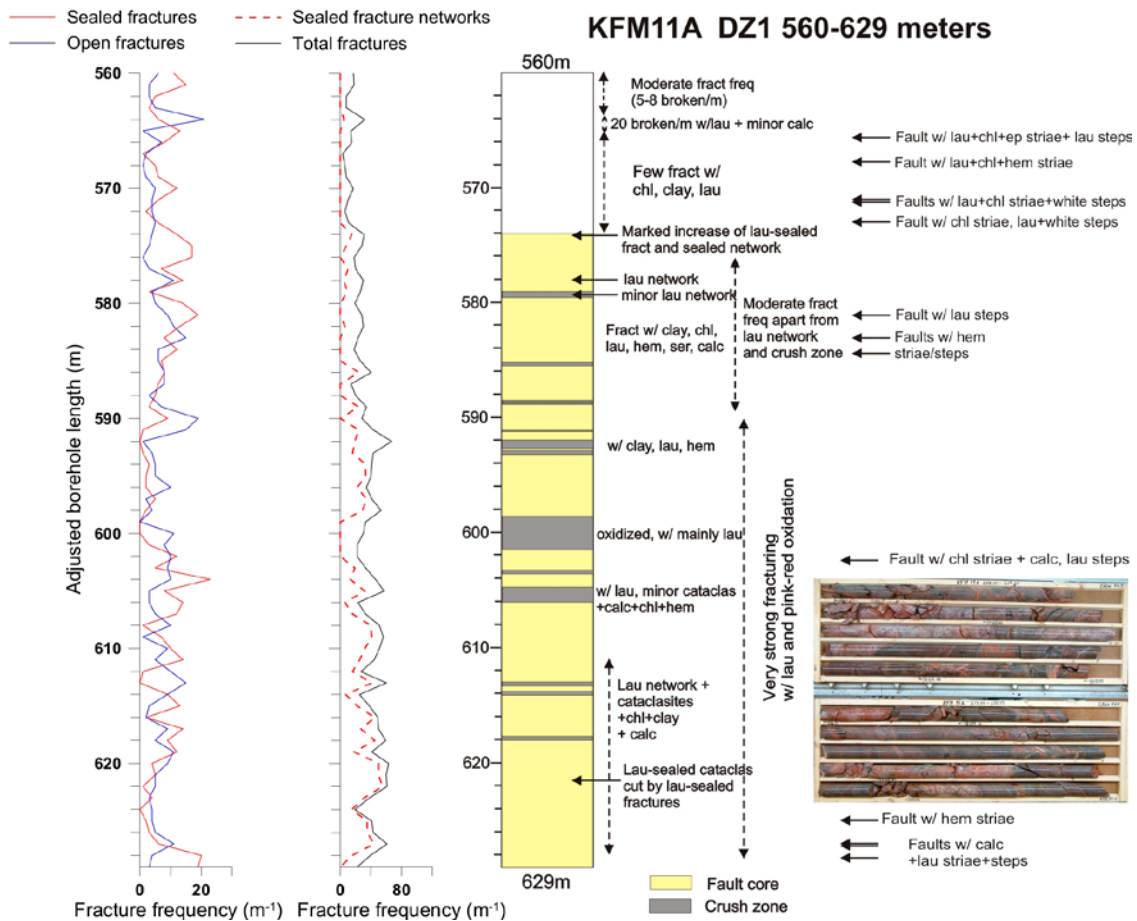 Sealed fractures
Sealed fracture networks
Open fractures
Total fractures
KFM11A DZ1 560-629 meters
560m
560
570
580
590
600
610
620
Adjusted borehole length (m)
0
20
Fracture frequency (m-1)
0
80
Fracture frequency (m-1)
Moderate fract freq
(5-8 broken/m)
20 broken/m w/lau + minor calc
Few fract w/
chl, clay, lau
Marked increase of lau-sealed
fract and sealed network
lau network
minor lau network
Fract w/ clay, chl,
lau, hem, ser, calc
Moderate fract
freq apart from
lau network
and crush zone
w/ clay, lau, hem
oxidized, w/ mainly lau
w/ lau, minor cataclas
+calc+chl+hem
Very strong fracturing
w/ lau and pink-red oxidation
Lau network +
cataclasites
+chl+clay
+ calc
Lau-sealed cataclas
cut by lau-sealed
fractures
629m
Fault core
Crush zone
Fault w/ lau+chl+ep striae+ lau steps
Fault w/ lau+chl+hem striae
Faults w/ lau+chl striae+white steps
Fault w/ chl striae, lau+white steps
Fault w/ lau steps
Faults w/ hem
striae/steps
Fault w/ chl striae + calc, lau steps
Fault w/ hem striae
Faults w/ calc
+lau striae+steps